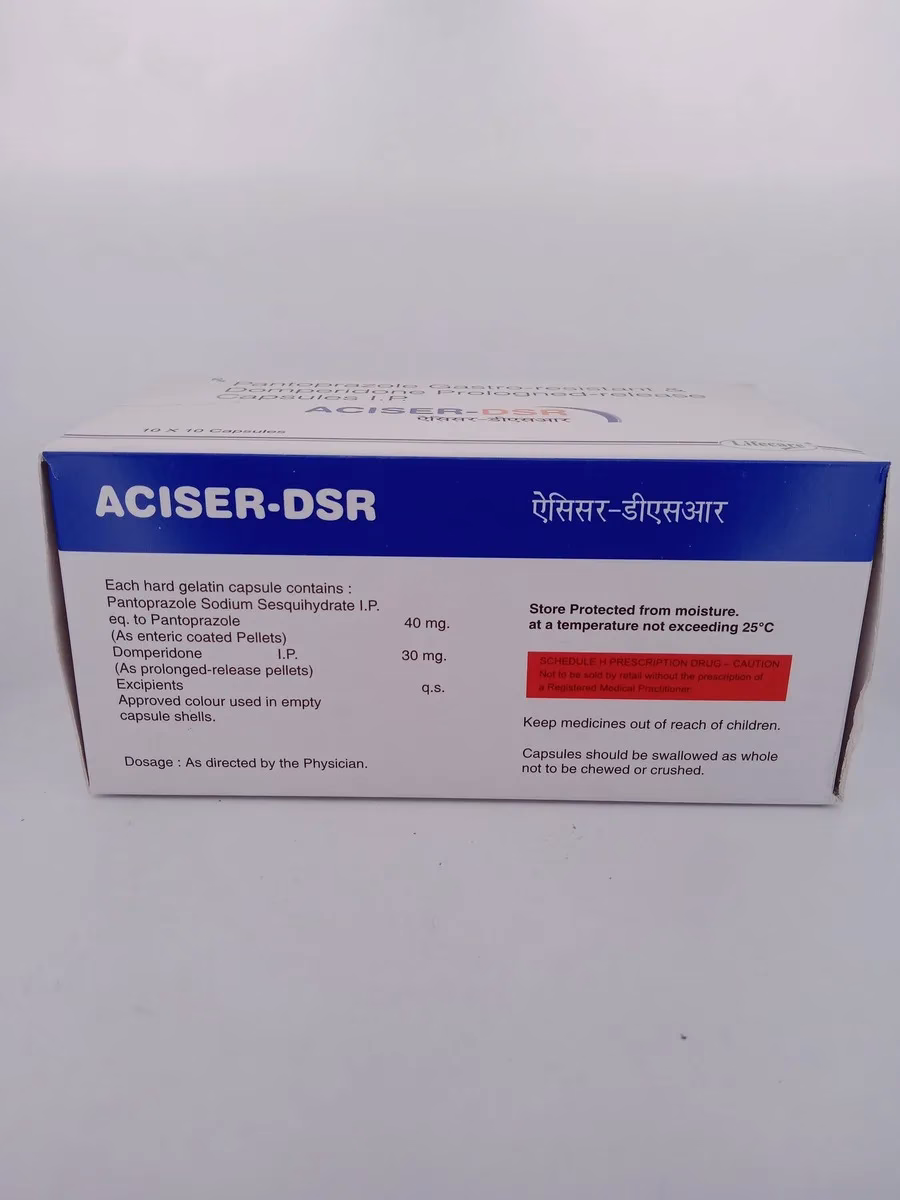 Pantoprazole Gastro-resistant &
Domperidone Prologned-release
Capsules I.P.
ACISER-DSR
ऐसिसर-डीएसआर
10 X 10 Capsules
Lifecare
ACISER-DSR
ऐसिसर-डीएसआर
Each hard gelatin capsule contains :
Pantoprazole Sodium Sesquihydrate I.P.
eq. to Pantoprazole 40 mg.
(As enteric coated Pellets)
Domperidone I.P. 30 mg.
(As prolonged-release pellets)
Excipients q.s.
Approved colour used in empty
capsule shells.
Dosage : As directed by the Physician.
Store Protected from moisture.
at a temperature not exceeding 25°C
SCHEDULE H PRESCRIPTION DRUG – CAUTION
Not to be sold by retail without the prescription of
a Registered Medical Practitioner.
Keep medicines out of reach of children.
Capsules should be swallowed as whole
not to be chewed or crushed.